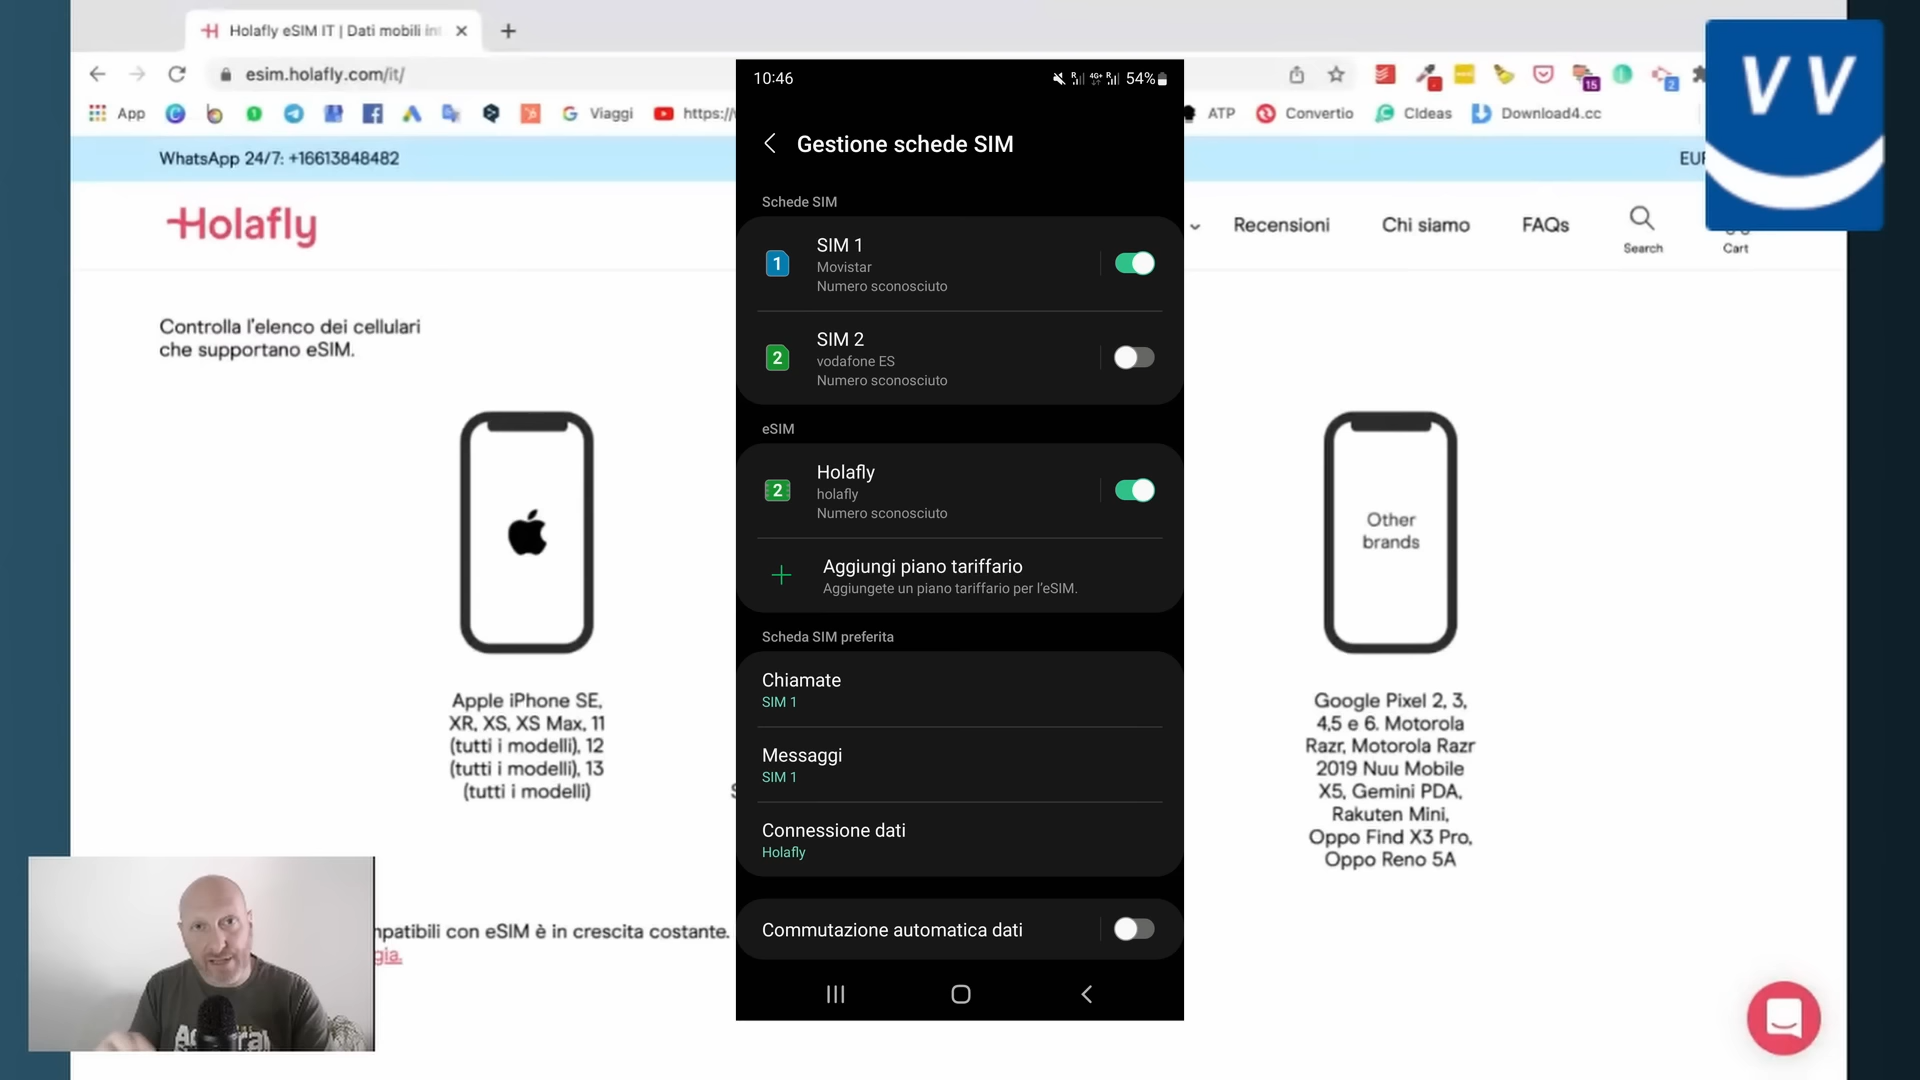 Holafly eSIM IT | Dati mobili int
esim.holafly.com/it/
15
2
App
Viaggi
https://
ATP
Convertio
CIdeas
Download4.cc
WhatsApp 24/7: +16613848482
EUR
VV
Holafly
Recensioni
Chi siamo
FAQs
Search
Cart
Controlla l'elenco dei cellulari
che supportano eSIM.
Apple iPhone SE,
XR, XS, XS Max, 11
(tutti i modelli), 12
(tutti i modelli), 13
(tutti i modelli)
10:46
54%
Gestione schede SIM
Schede SIM
1
SIM 1
Movistar
Numero sconosciuto
2
SIM 2
vodafone ES
Numero sconosciuto
eSIM
2
Holafly
holafly
Numero sconosciuto
Aggiungi piano tariffario
Aggiungete un piano tariffario per l'eSIM.
Scheda SIM preferita
Chiamate
SIM 1
Messaggi
SIM 1
Connessione dati
Holafly
Commutazione automatica dati
Other
brands
Google Pixel 2, 3,
4,5 e 6. Motorola
Razr, Motorola Razr
2019 Nuu Mobile
X5, Gemini PDA,
Rakuten Mini,
Oppo Find X3 Pro,
Oppo Reno 5A
mpatibili con eSIM è in crescita costante.
gia.